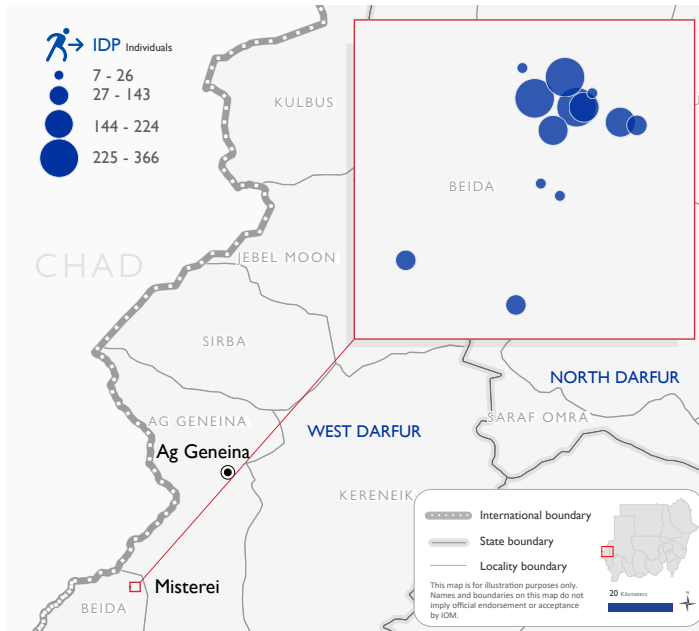 IDP Individuals
7 - 26
27 - 143
144 - 224
225 - 366
KULBUS
BEIDA
CHAD
JEBEL MOON
SIRBA
NORTH DARFUR
AG GENEINA
WEST DARFUR
SARAF OMRA
Ag Geneina
KERENEIK
Misterei
BEIDA
International boundary
State boundary
Locality boundary
This map is for illustration purposes only.
Names and boundaries on this map do not
imply official endorsement or acceptance
by IOM.
20 Kilometers
N